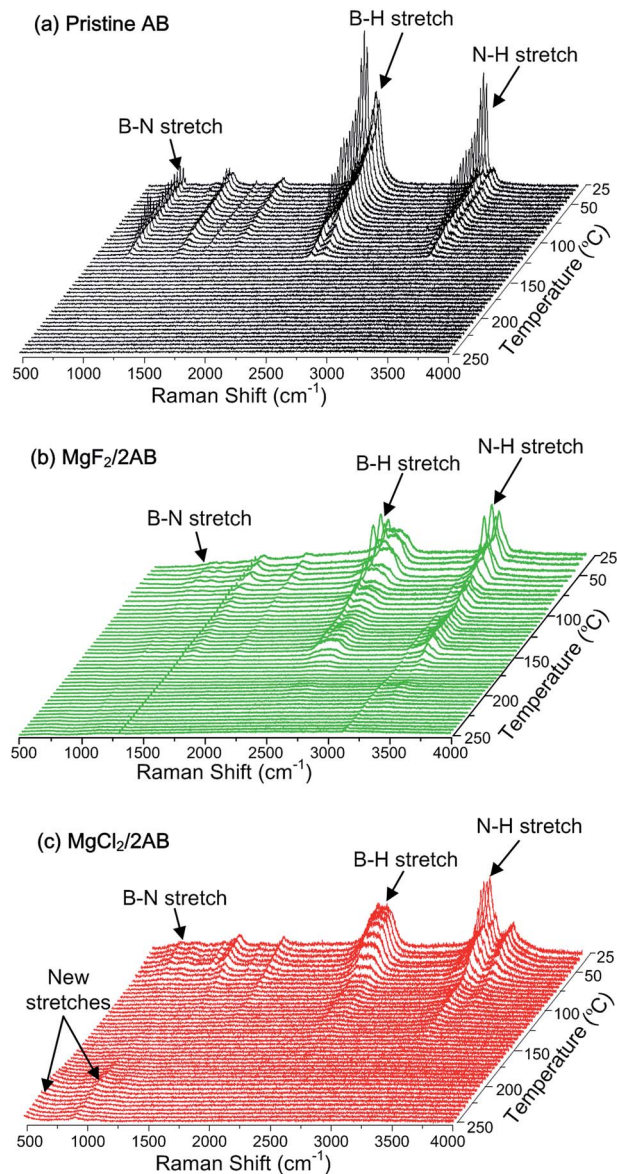 (a) Pristine AB
B-H stretch
N-H stretch
B-N stretch
25
50
100
150
200
250
Temperature (°C)
500 1000 1500 2000 2500 3000 3500 4000
Raman Shift (cm⁻¹)
(b) MgF₂/2AB
N-H stretch
B-H stretch
B-N stretch
25
50
100
150
200
250
Temperature (°C)
500 1000 1500 2000 2500 3000 3500 4000
Raman Shift (cm⁻¹)
(c) MgCl₂/2AB
N-H stretch
B-H stretch
B-N stretch
New
stretches
25
50
100
150
200
250
Temperature (°C)
500 1000 1500 2000 2500 3000 3500 4000
Raman Shift (cm⁻¹)